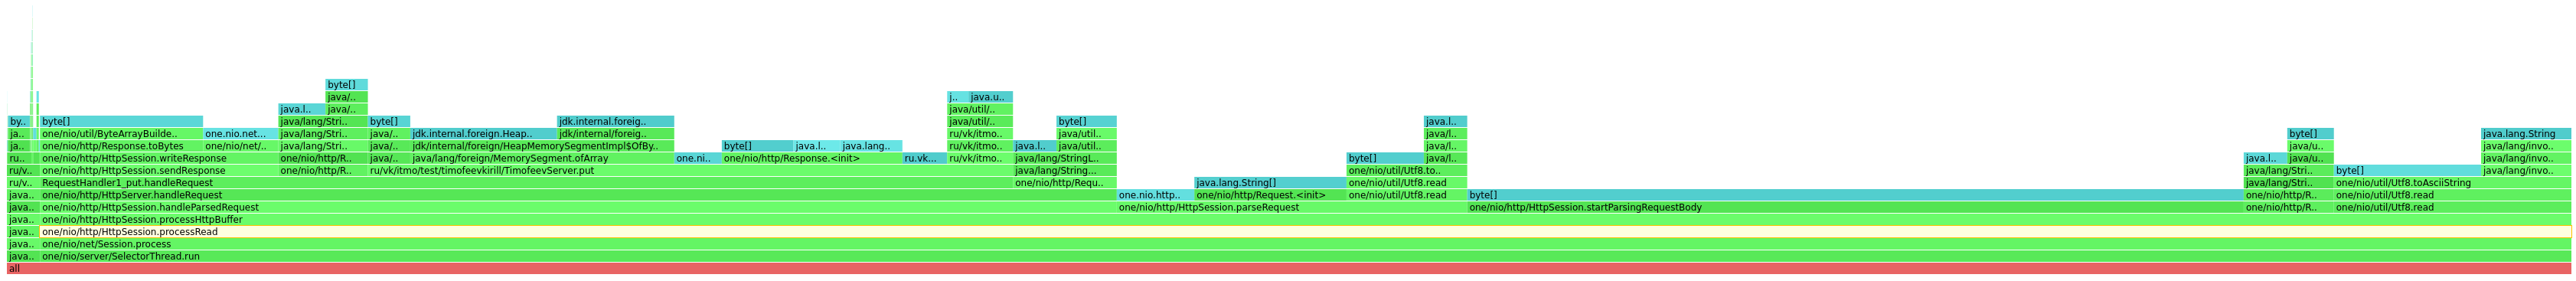 byte[]
java/.. j.. java.u..
java.l.. java/.. java/util/..
by.. byte[] java/lang/Stri.. byte[] jdk.internal.foreig.. java/util/.. byte[] java.l..
ja.. one/nio/util/ByteArrayBuilde.. one.nio.net... java/lang/Stri.. java/.. jdk.internal.foreign.Heap.. jdk/internal/foreig.. ru/vk/itmo.. java/util.. java/l.. byte[] java.lang.String
ja.. one/nio/http/Response.toBytes one/nio/net/.. java/lang/Stri.. java/.. jdk/internal/foreign/HeapMemorySegmentImpl$OfBy.. byte[] java.l.. java.lang.. ru/vk/itmo.. java.l.. java/util.. java/l.. java/u.. java/lang/invo..
ru.. one/nio/http/HttpSession.writeResponse one/nio/http/R.. java/.. java/lang/foreign/MemorySegment.ofArray one.ni.. one/nio/http/Response.<init> ru.vk... ru/vk/itmo.. java/lang/StringL.. byte[] java/l.. java.l.. java/u.. java/lang/invo..
ru/v.. one/nio/http/HttpSession.sendResponse one/nio/http/R.. ru/vk/itmo/test/timofeevkirill/TimofeevServer.put java/lang/String... one/nio/util/Utf8.to.. java/lang/Stri.. byte[] java/lang/invo..
ru/v.. RequestHandler1_put.handleRequest one/nio/http/Requ.. java.lang.String[] one/nio/util/Utf8.read java/lang/Stri.. one/nio/util/Utf8.toAsciiString
java.. one/nio/http/HttpServer.handleRequest one.nio.http.. one/nio/http/Request.<init> one/nio/util/Utf8.read byte[] one/nio/http/R.. one/nio/util/Utf8.read
java.. one/nio/http/HttpSession.handleParsedRequest one/nio/http/HttpSession.parseRequest one/nio/http/HttpSession.startParsingRequestBody one/nio/http/R.. one/nio/util/Utf8.read
java.. one/nio/http/HttpSession.processHttpBuffer
java.. one/nio/http/HttpSession.processRead
java.. one/nio/net/Session.process
java.. one/nio/server/SelectorThread.run
all